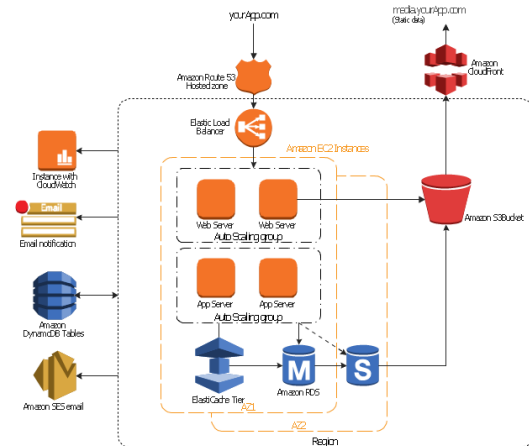 yourApp.com
media.yourApp.com
(Static data)
Amazon Route 53
Hosted zone
Amazon
CloudFront
Elastic Load
Balancer
Amazon EC2 Instances
Instance with
CloudWatch
Web Server
Web Server
Auto Scaling group
Amazon S3Bucket
Email
Email notification
App Server
App Server
Auto Scaling group
Amazon
DynamoDB Tables
M
S
ElastiCache Tier
Amazon RDS
Amazon SES email
AZ1
AZ2
Region